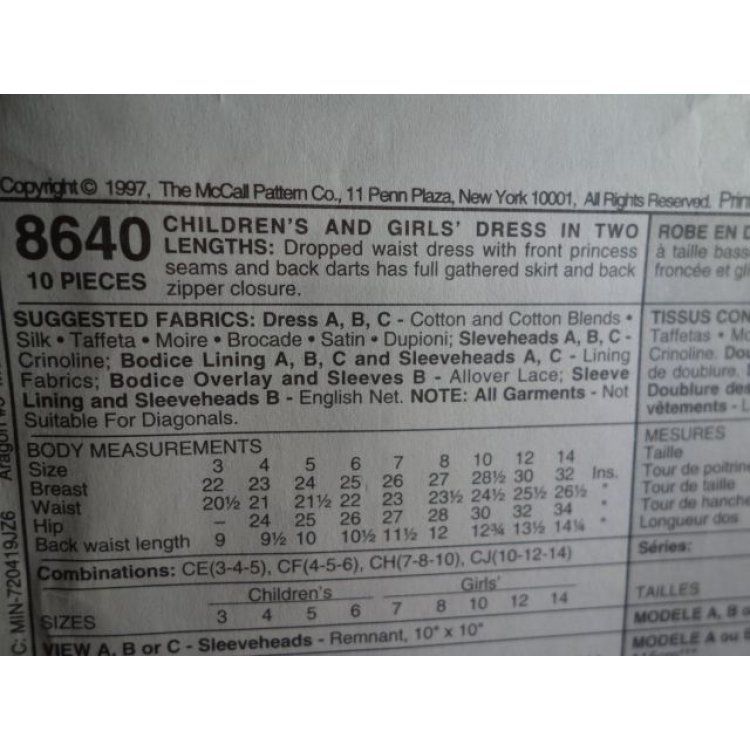 Copyright © 1997, The McCall Pattern Co., 11 Penn Plaza, New York 10001, All Rights Reserved.
8640
10 PIECES
CHILDREN'S AND GIRLS' DRESS IN TWO
LENGTHS: Dropped waist dress with front princess
seams and back darts has full gathered skirt and back
zipper closure.
SUGGESTED FABRICS: Dress A, B, C - Cotton and Cotton Blends •
Silk • Taffeta • Moire • Brocade • Satin • Dupioni; Sleveheads A, B, C -
Crinoline; Bodice Lining A, B, C and Sleeveheads A, C - Lining
Fabrics; Bodice Overlay and Sleeves B - Allover Lace; Sleeve
Lining and Sleeveheads B - English Net. NOTE: All Garments - Not
Suitable For Diagonals.
BODY MEASUREMENTS
Size 3 4 5 6 7 8 10 12 14
Breast 22 23 24 25 26 27 28½ 30 32 Ins.
Waist 20½ 21 21½ 22 23 23½ 24½ 25½ 26½ "
Hip – 24 25 26 27 28 30 32 34 "
Back waist length 9 9½ 10 10½ 11½ 12 12¾ 13½ 14¼ "
Combinations: CE(3-4-5), CF(4-5-6), CH(7-8-10), CJ(10-12-14)
Children's Girls'
SIZES 3 4 5 6 7 8 10 12 14
VIEW A, B or C - Sleeveheads - Remnant, 10" x 10"
ROBE EN
à taille bass
froncée et
TISSUS CON
Taffetas • Mo
Crinoline. Do
de doublure.
Doublure de
vêtements - L
MESURES
Taille
Tour de poitrin
Tour de taille
Tour de hanche
Longueur dos
Séries:
TAILLES
MODELE A, B
MODELE A ou
C: MIN-720419JZ6